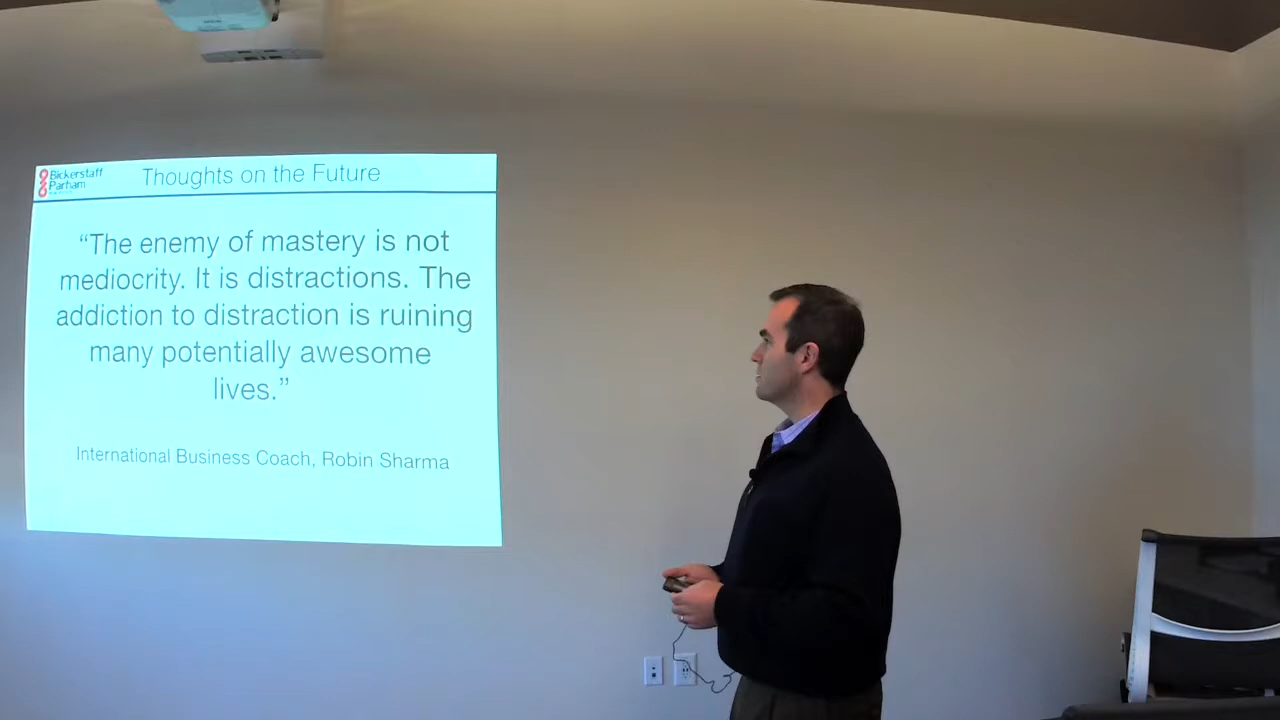 Bickerstaff
Parham
Thoughts on the Future
“The enemy of mastery is not
mediocrity. It is distractions. The
addiction to distraction is ruining
many potentially awesome
lives.”
International Business Coach, Robin Sharma